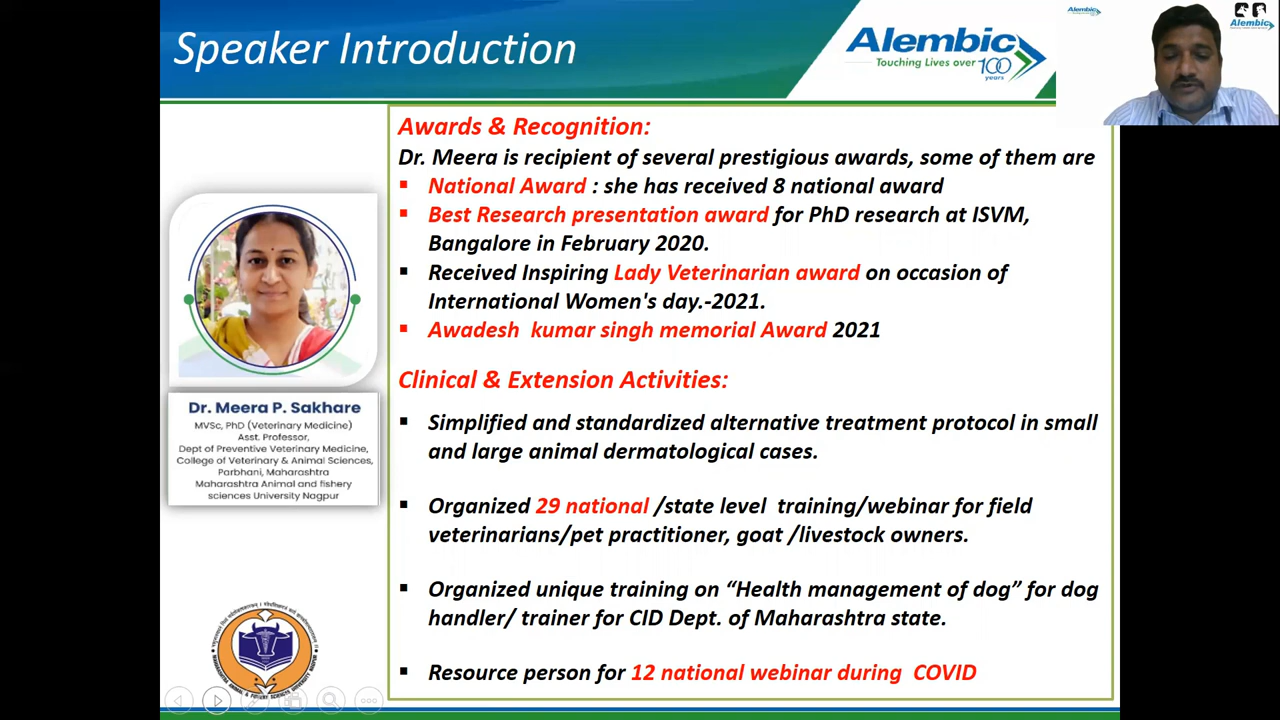 Speaker Introduction
Alembic
Touching Lives over 100 years
Alembic
Alembic
Awards & Recognition:
Dr. Meera is recipient of several prestigious awards, some of them are
National Award : she has received 8 national award
Best Research presentation award for PhD research at ISVM,
Bangalore in February 2020.
Received Inspiring Lady Veterinarian award on occasion of
International Women's day.-2021.
Awadesh kumar singh memorial Award 2021
Clinical & Extension Activities:
Simplified and standardized alternative treatment protocol in small
and large animal dermatological cases.
Organized 29 national /state level training/webinar for field
veterinarians/pet practitioner, goat /livestock owners.
Organized unique training on “Health management of dog” for dog
handler/ trainer for CID Dept. of Maharashtra state.
Resource person for 12 national webinar during COVID
Dr. Meera P. Sakhare
MVSc, PhD (Veterinary Medicine)
Asst. Professor,
Dept of Preventive Veterinary Medicine,
College of Veterinary & Animal Sciences,
Parbhani, Maharashtra
Maharashtra Animal and fishery
sciences University Nagpur